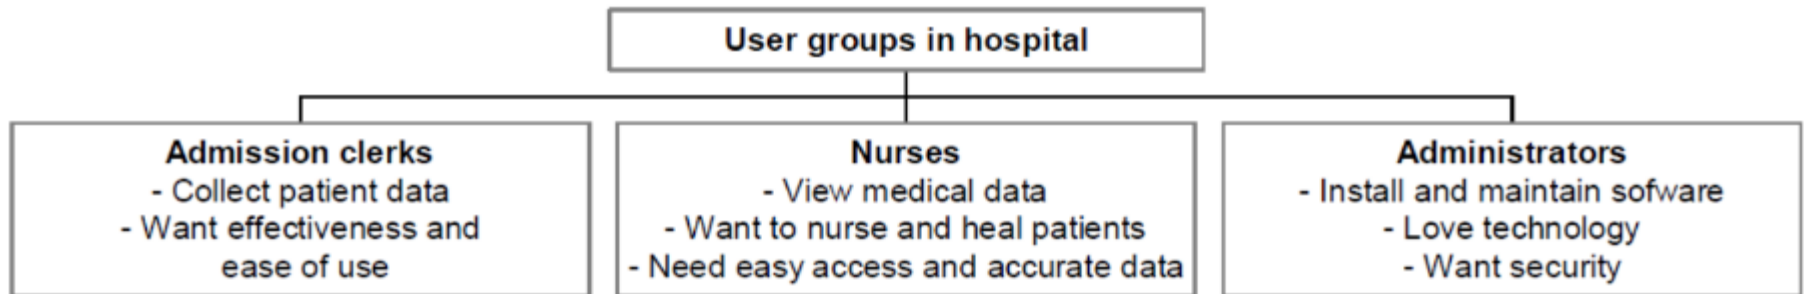 User groups in hospital
Admission clerks
- Collect patient data
- Want effectiveness and
ease of use
Nurses
- View medical data
- Want to nurse and heal patients
- Need easy access and accurate data
Administrators
- Install and maintain sofware
- Love technology
- Want security